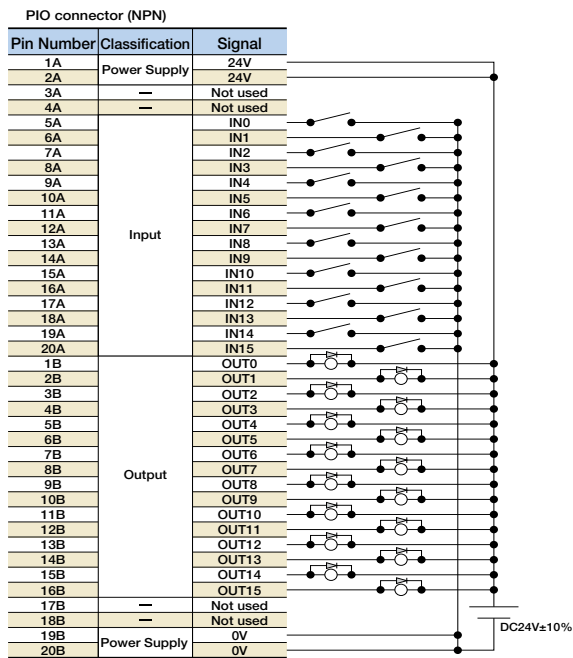 PIO connector (NPN)
Pin Number Classification Signal
1A Power Supply 24V
2A 24V
3A — Not used
4A — Not used
5A Input IN0
6A IN1
7A IN2
8A IN3
9A IN4
10A IN5
11A IN6
12A IN7
13A IN8
14A IN9
15A IN10
16A IN11
17A IN12
18A IN13
19A IN14
20A IN15
1B Output OUT0
2B OUT1
3B OUT2
4B OUT3
5B OUT4
6B OUT5
7B OUT6
8B OUT7
9B OUT8
10B OUT9
11B OUT10
12B OUT11
13B OUT12
14B OUT13
15B OUT14
16B OUT15
17B — Not used
18B — Not used
19B Power Supply 0V
20B 0V
DC24V±10%